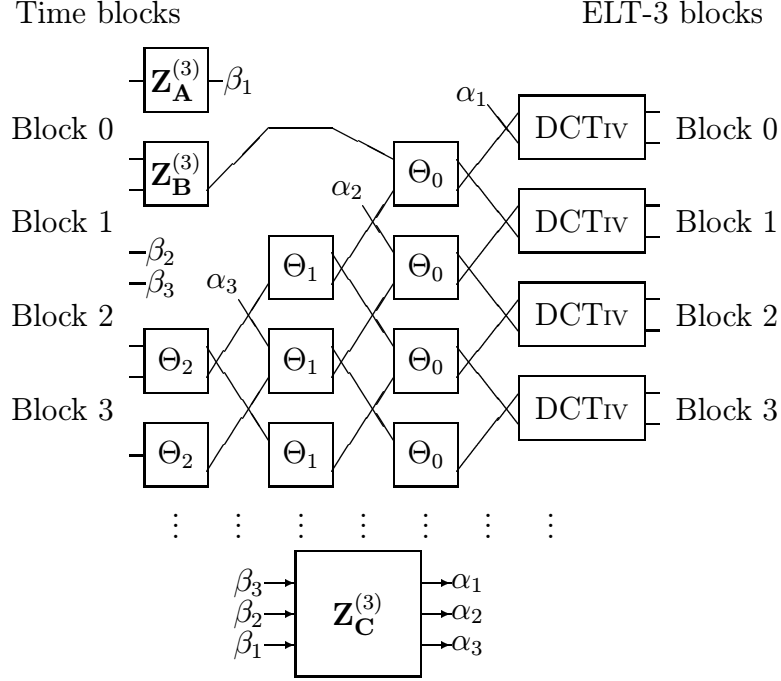 Time blocks ELT-3 blocks
Z_A^(3) β₁
α₁
Block 0 DCTIV Block 0
Z_B^(3) Θ₀
α₂
Block 1 DCTIV Block 1
β₂ Θ₁ Θ₀
β₃ α₃
Block 2 DCTIV Block 2
Θ₂ Θ₁ Θ₀
Block 3 DCTIV Block 3
Θ₂ Θ₁ Θ₀
⋮ ⋮ ⋮ ⋮ ⋮ ⋮ ⋮
β₃ α₁
β₂ Z_C^(3) α₂
β₁ α₃